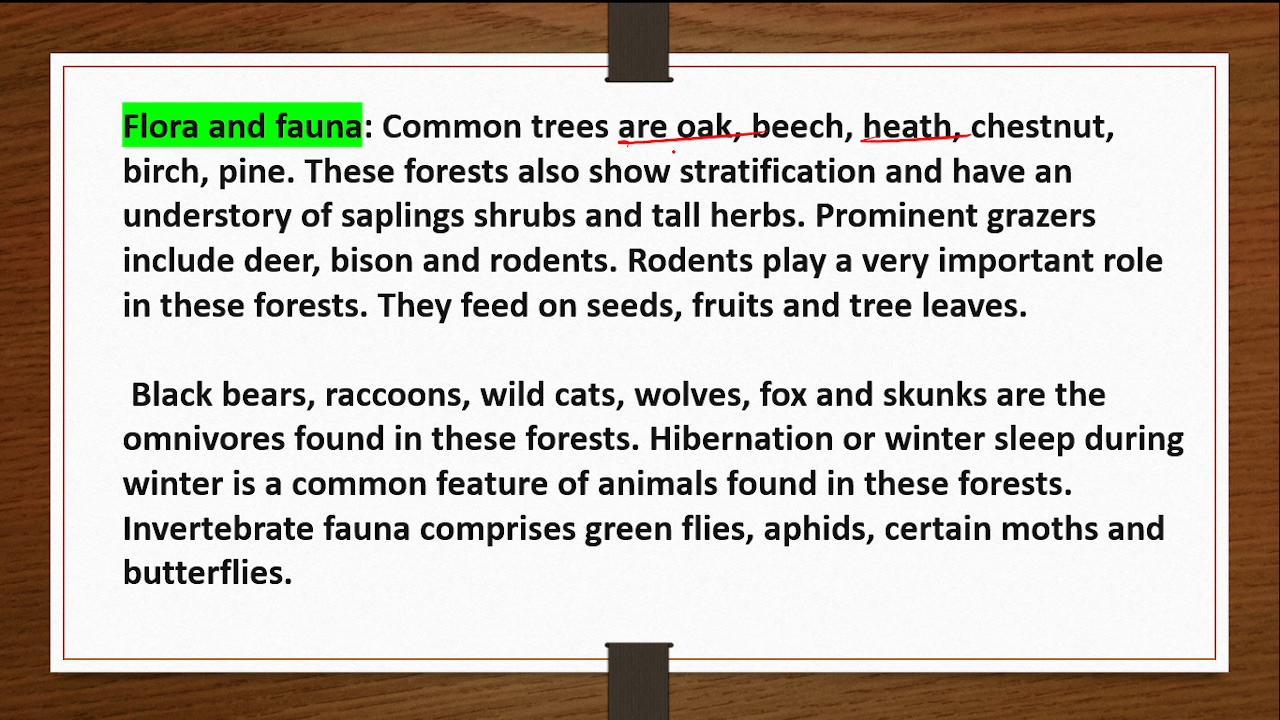 Flora and fauna: Common trees are oak, beech, heath, chestnut,
birch, pine. These forests also show stratification and have an
understory of saplings shrubs and tall herbs. Prominent grazers
include deer, bison and rodents. Rodents play a very important role
in these forests. They feed on seeds, fruits and tree leaves.
Black bears, raccoons, wild cats, wolves, fox and skunks are the
omnivores found in these forests. Hibernation or winter sleep during
winter is a common feature of animals found in these forests.
Invertebrate fauna comprises green flies, aphids, certain moths and
butterflies.